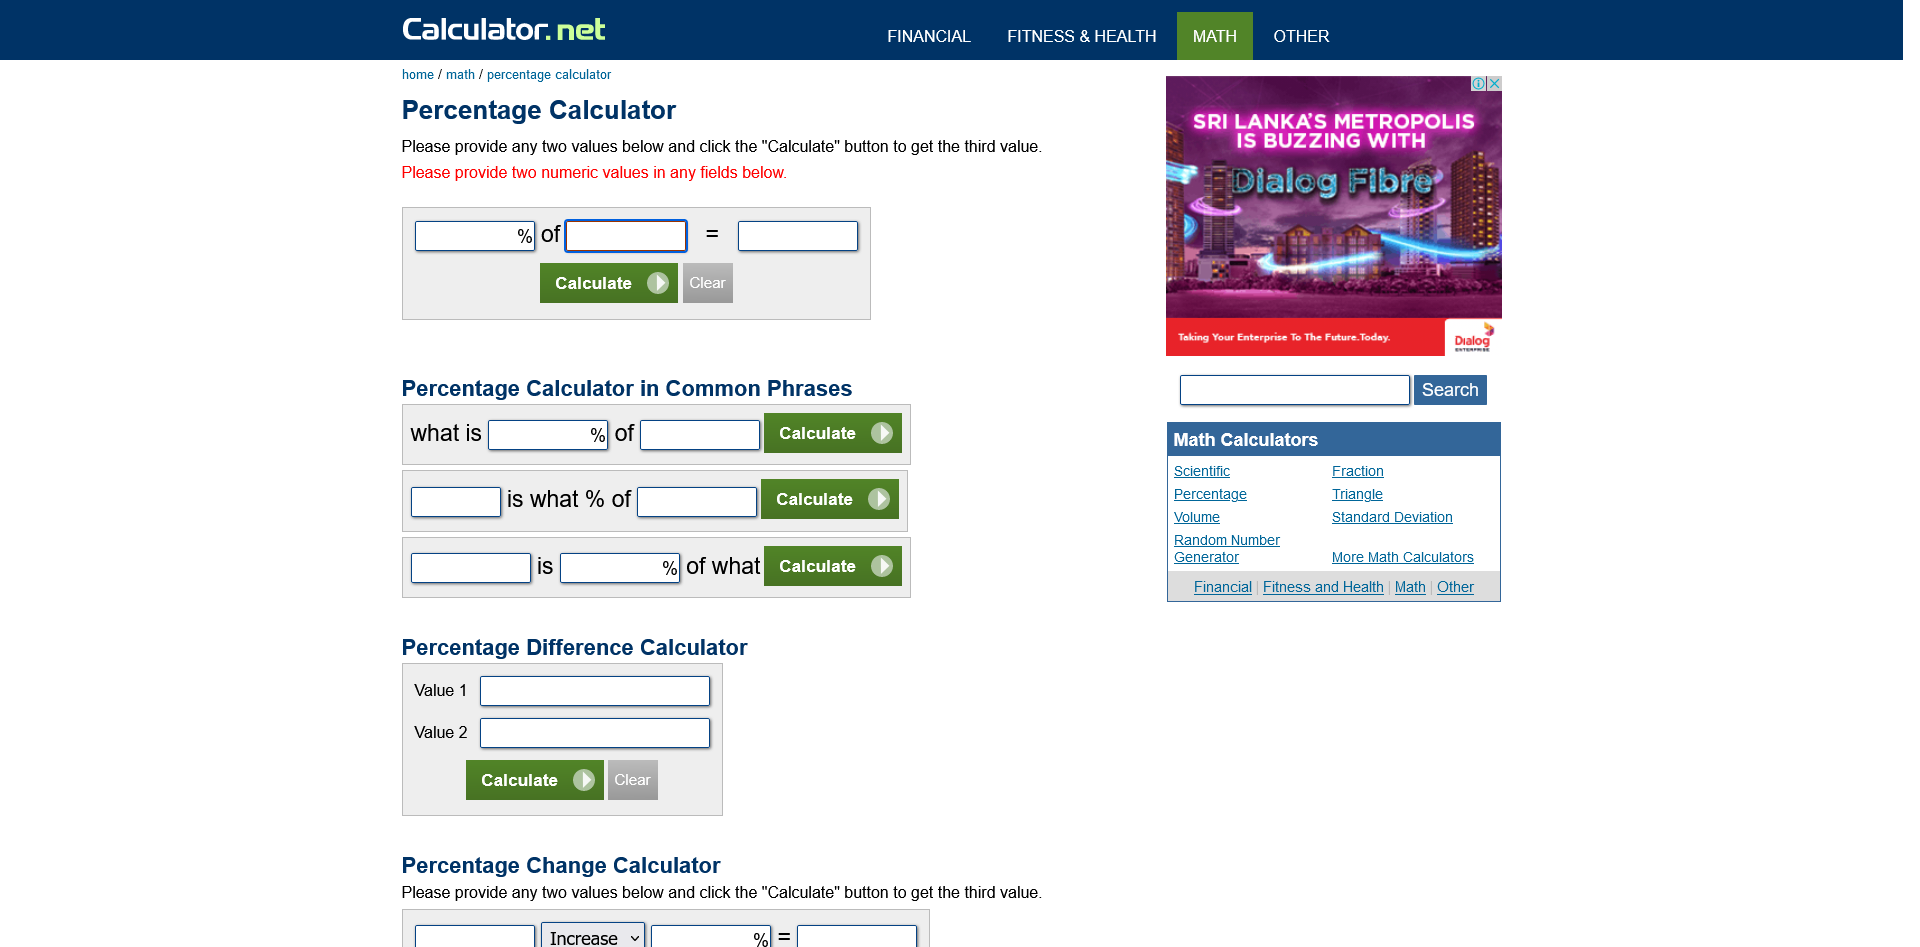 Calculator.net
FINANCIAL FITNESS & HEALTH MATH OTHER
home / math / percentage calculator
Percentage Calculator
Please provide any two values below and click the "Calculate" button to get the third value.
Please provide two numeric values in any fields below.
% of =
Calculate Clear
Percentage Calculator in Common Phrases
what is % of Calculate
is what % of Calculate
is % of what Calculate
Percentage Difference Calculator
Value 1
Value 2
Calculate Clear
Percentage Change Calculator
Please provide any two values below and click the "Calculate" button to get the third value.
Increase % =
SRI LANKA'S METROPOLIS
IS BUZZING WITH
Dialog Fibre
Taking Your Enterprise To The Future.Today.
Dialog
ENTERPRISE
Search
Math Calculators
Scientific Fraction
Percentage Triangle
Volume Standard Deviation
Random Number
Generator More Math Calculators
Financial | Fitness and Health | Math | Other